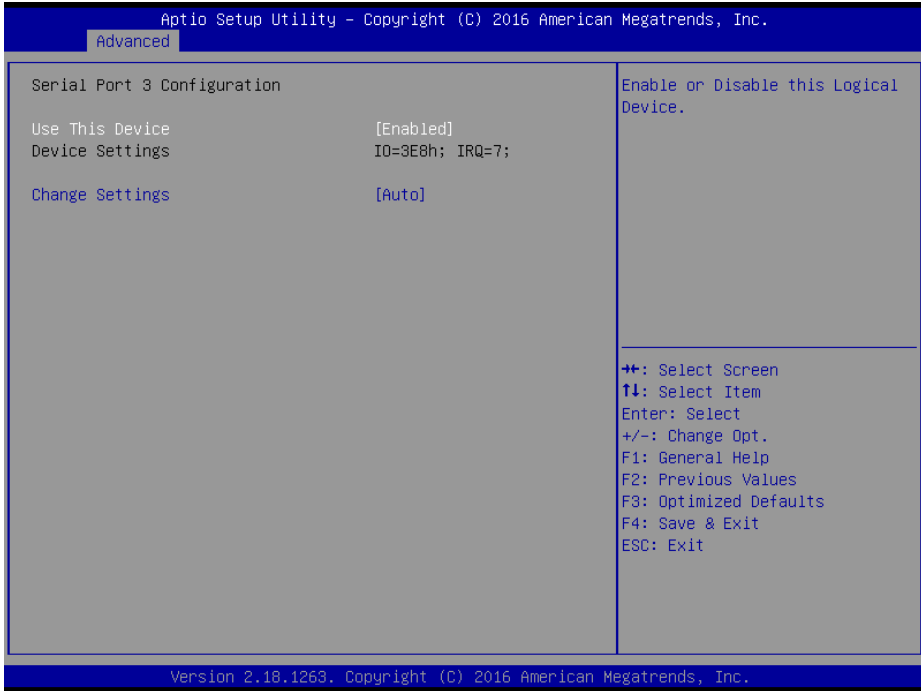 Aptio Setup Utility – Copyright (C) 2016 American Megatrends, Inc.
Advanced
Serial Port 3 Configuration
Use This Device [Enabled]
Device Settings IO=3E8h; IRQ=7;
Change Settings [Auto]
Enable or Disable this Logical
Device.
→←: Select Screen
↑↓: Select Item
Enter: Select
+/-: Change Opt.
F1: General Help
F2: Previous Values
F3: Optimized Defaults
F4: Save & Exit
ESC: Exit
Version 2.18.1263. Copyright (C) 2016 American Megatrends, Inc.